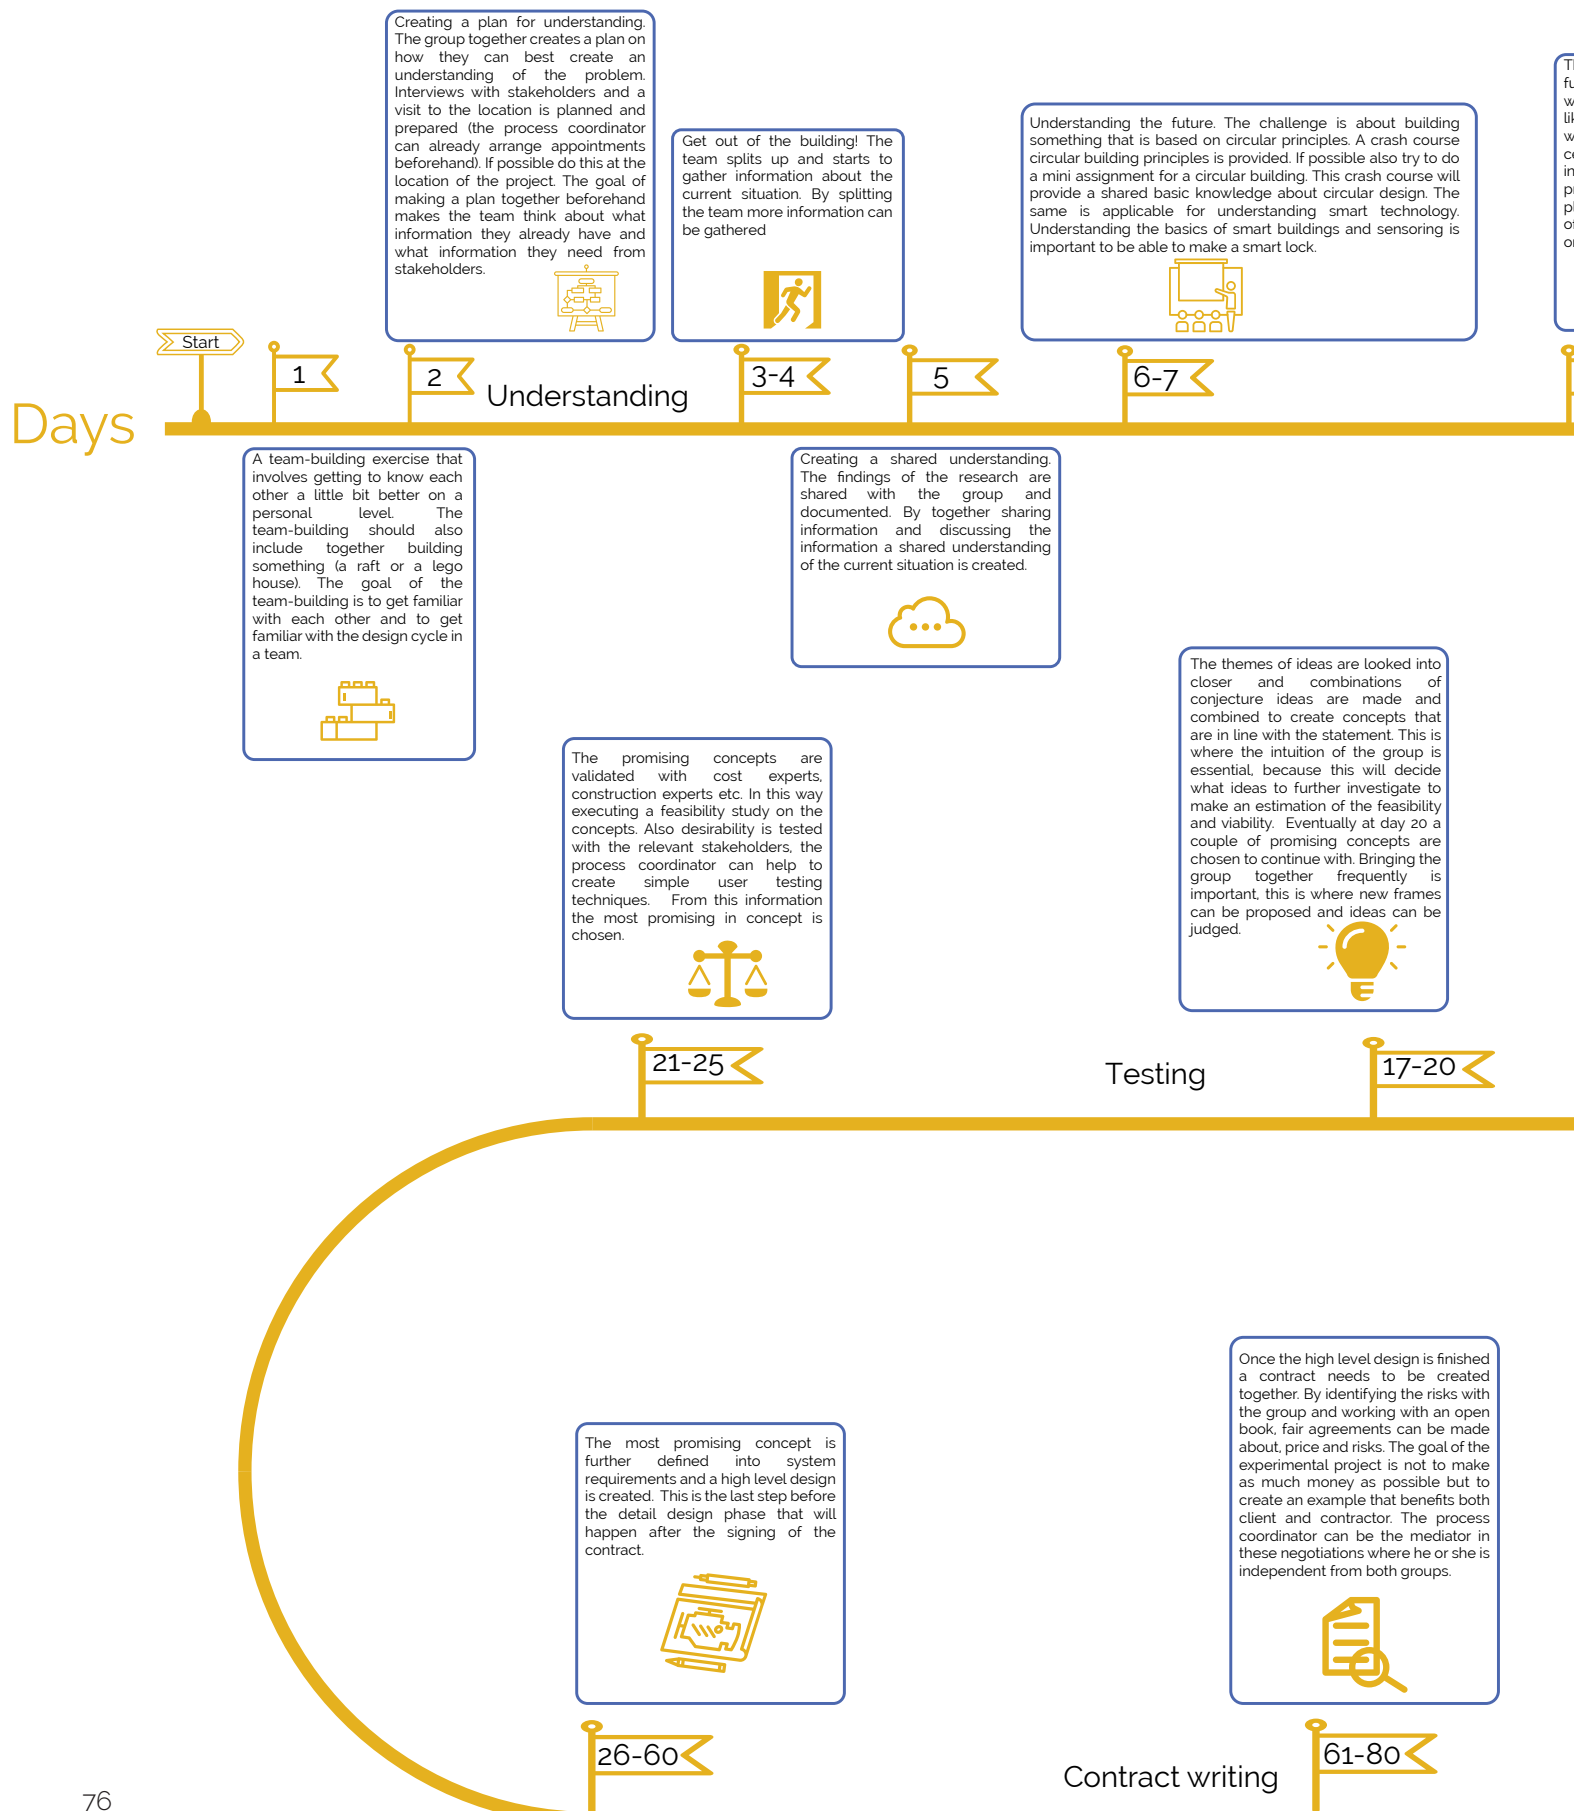 Creating a plan for understanding.
The group together creates a plan on
how they can best create an
understanding of the problem.
Interviews with stakeholders and a
visit to the location is planned and
prepared (the process coordinator
can already arrange appointments
beforehand). If possible do this at the
location of the project. The goal of
making a plan together beforehand
makes the team think about what
information they already have and
what information they need from
stakeholders.
Get out of the building! The
team splits up and starts to
gather information about the
current situation. By splitting
the team more information can
be gathered
Understanding the future. The challenge is about building
something that is based on circular principles. A crash course
circular building principles is provided. If possible also try to do
a mini assignment for a circular building. This crash course will
provide a shared basic knowledge about circular design. The
same is applicable for understanding smart technology.
Understanding the basics of smart buildings and sensoring is
important to be able to make a smart lock.
Start
1
2
Understanding
3-4
5
6-7
Days
A team-building exercise that
involves getting to know each
other a little bit better on a
personal level. The
team-building should also
include together building
something (a raft or a lego
house). The goal of the
team-building is to get familiar
with each other and to get
familiar with the design cycle in
a team.
Creating a shared understanding.
The findings of the research are
shared with the group and
documented. By together sharing
information and discussing the
information a shared understanding
of the current situation is created.
The themes of ideas are looked into
closer and combinations of
conjecture ideas are made and
combined to create concepts that
are in line with the statement. This is
where the intuition of the group is
essential, because this will decide
what ideas to further investigate to
make an estimation of the feasibility
and viability. Eventually at day 20 a
couple of promising concepts are
chosen to continue with. Bringing the
group together frequently is
important, this is where new frames
can be proposed and ideas can be
judged.
The promising concepts are
validated with cost experts,
construction experts etc. In this way
executing a feasibility study on the
concepts. Also desirability is tested
with the relevant stakeholders, the
process coordinator can help to
create simple user testing
techniques. From this information
the most promising in concept is
chosen.
21-25
Testing
17-20
Once the high level design is finished
a contract needs to be created
together. By identifying the risks with
the group and working with an open
book, fair agreements can be made
about, price and risks. The goal of the
experimental project is not to make
as much money as possible but to
create an example that benefits both
client and contractor. The process
coordinator can be the mediator in
these negotiations where he or she is
independent from both groups.
The most promising concept is
further defined into system
requirements and a high level design
is created. This is the last step before
the detail design phase that will
happen after the signing of the
contract.
26-60
Contract writing
61-80
76